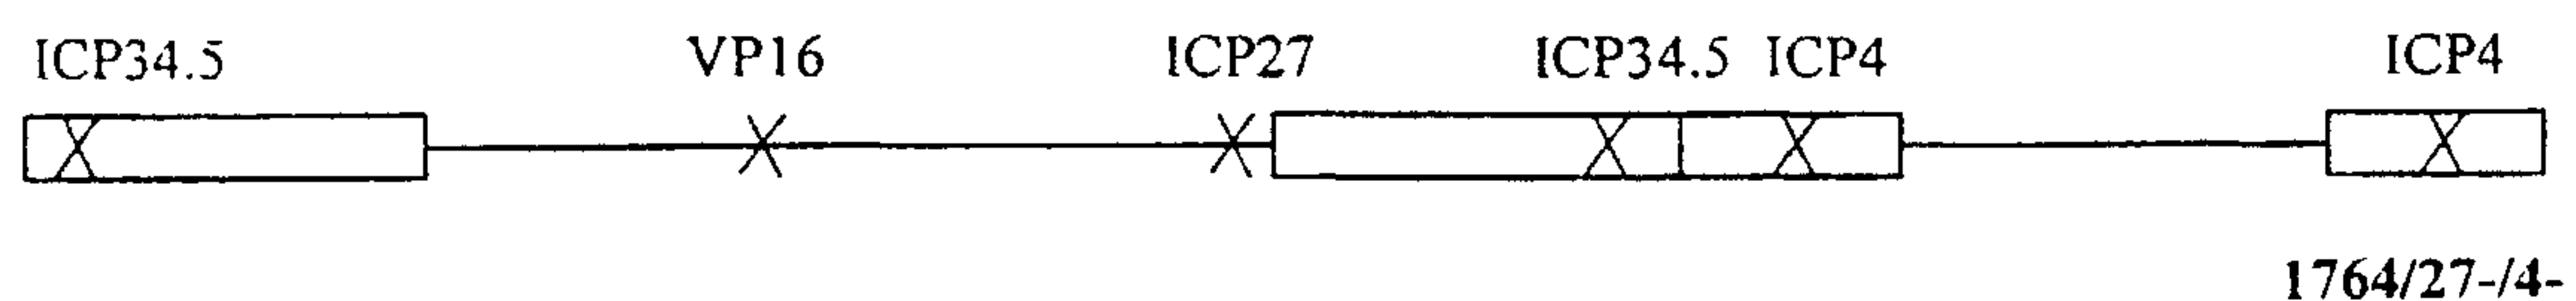 ICP34.5 VP16 ICP27 ICP34.5 ICP4 ICP4
1764/27-/4-